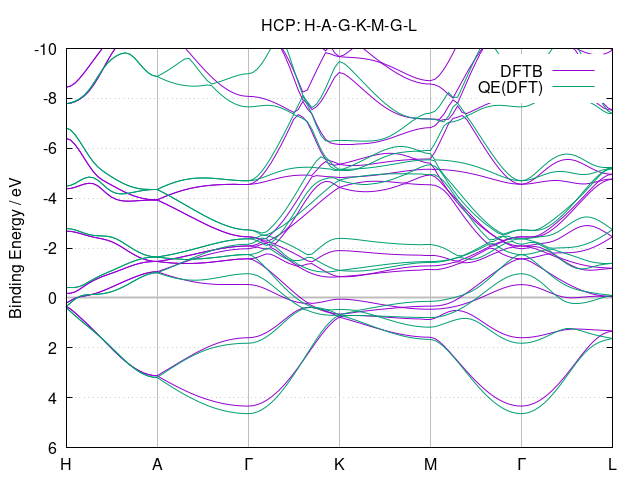 HCP: H-A-G-K-M-G-L
Binding Energy / eV
-10
-8
-6
-4
-2
0
2
4
6
DFTB
QE(DFT)
H A Γ K M Γ L